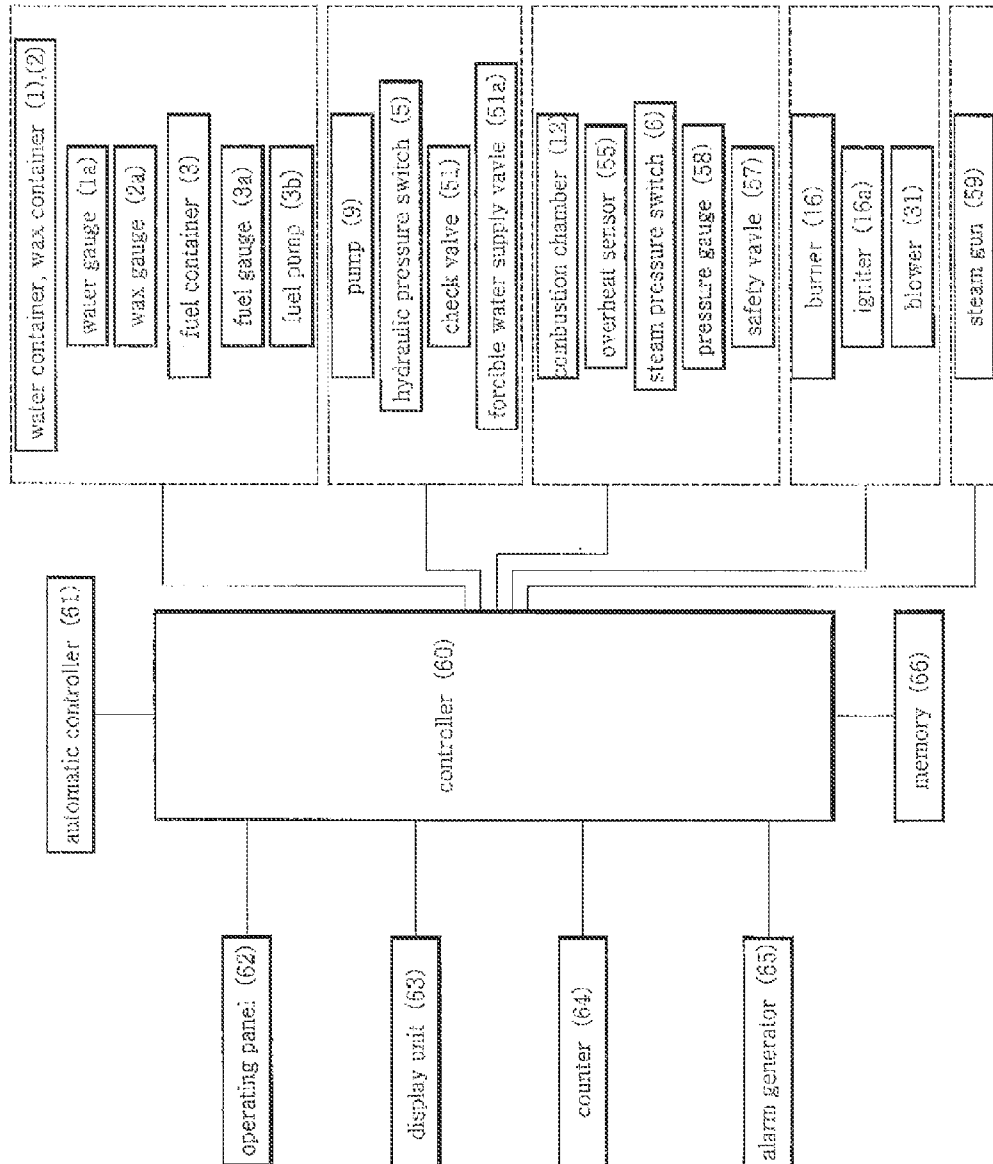 water container, wax container (1),(2)
water gauge (1a)
wax gauge (2a)
fuel container (3)
fuel gauge (3a)
fuel pump (3b)
pump (9)
hydraulic pressure swich (5)
check valve (51)
forcible water supply vavle (51a)
combustion chamber (12)
overheat sensor (55)
steam pressure switch (6)
pressure gauge (58)
safety vavle (57)
burner (16)
igniter (16a)
blower (31)
steam gun (59)
automatic controller (61)
controller (60)
memory (66)
operating panel (62)
display unit (63)
counter (64)
alarm generator (65)